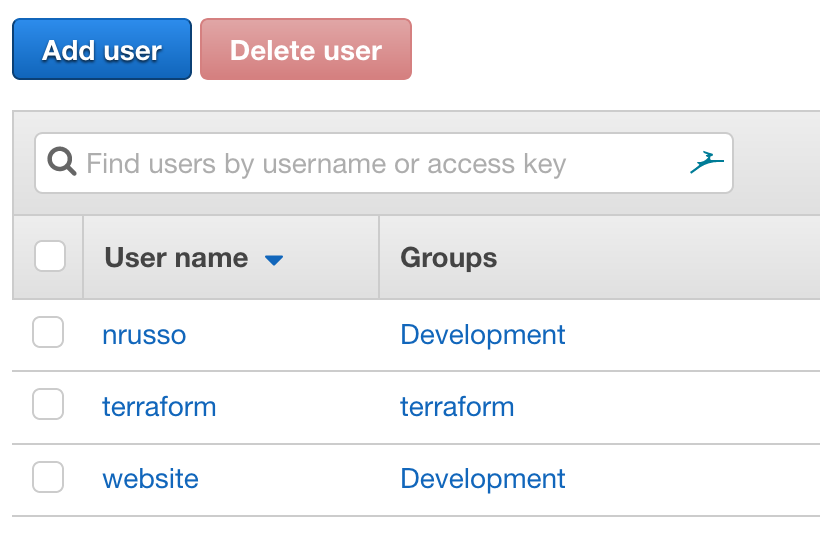 Add user Delete user
Find users by username or access key
User name Groups
nrusso Development
terraform terraform
website Development